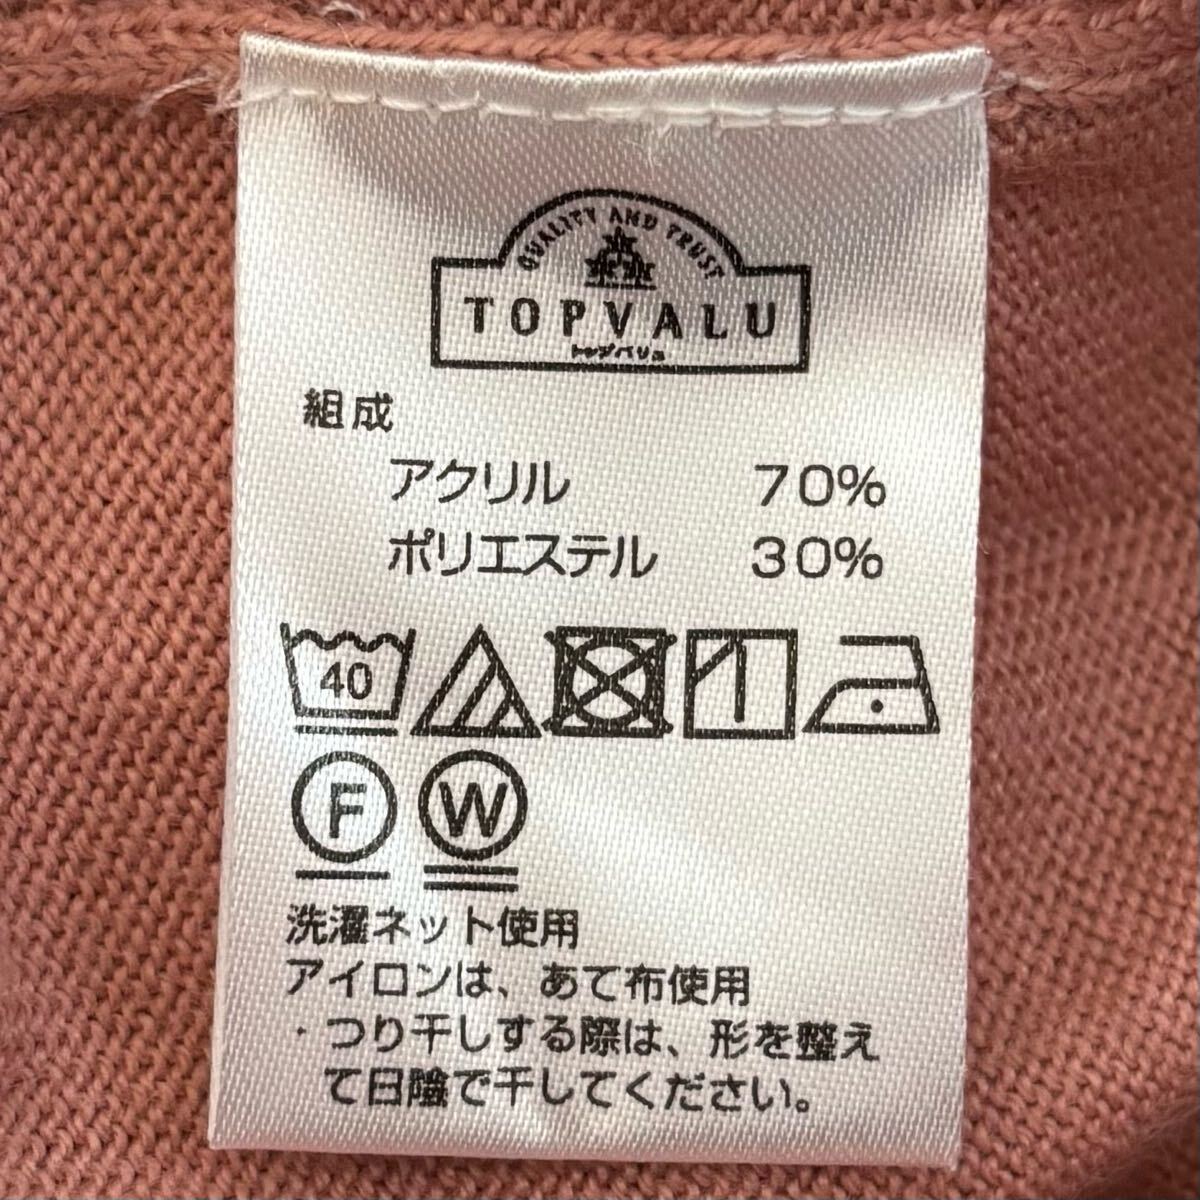 QUALITY AND TRUST
TOPVALU
トップバリュ
組成
アクリル 70%
ポリエステル 30%
40
F W
洗濯ネット使用
アイロンは、あて布使用
・つり干しする際は、形を整え
て日陰で干してください。